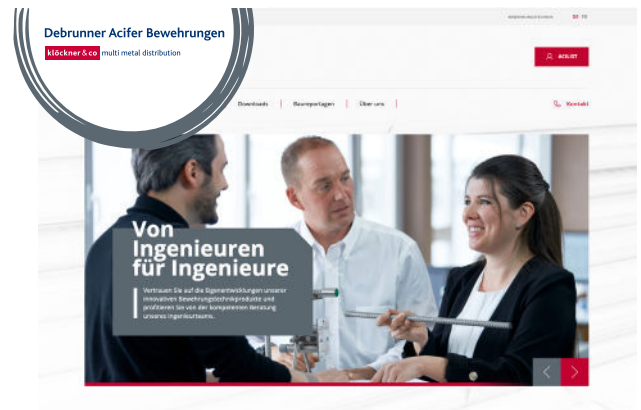 Debrunner Acifer Bewehrungen
klöckner & co multi metal distribution
DE FR
ACILIST
Downloads Baureportagen Über uns Kontakt
Von
Ingenieuren
für Ingenieure
Vertrauen Sie auf die Eigenentwicklungen unserer
innovativen Bewehrungstechnikprodukte und
profitieren Sie von der kompetenten Beratung
unseres Ingenieurteams.